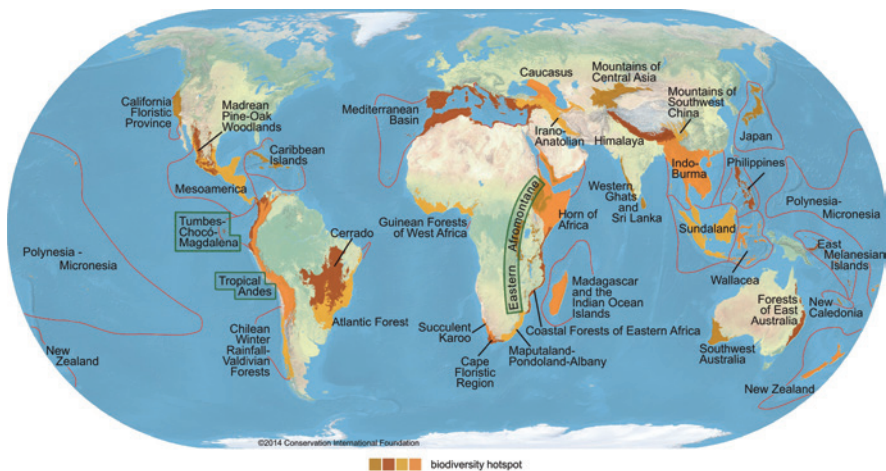 California
Floristic
Province
Madrean
Pine-Oak
Woodlands
Caribbean
Islands
Mesoamerica
Tumbes-
Chocó-
Magdalena
Polynesia -
Micronesia
Tropical
Andes
Cerrado
Atlantic Forest
Chilean
Winter
Rainfall-
Valdivian
Forests
New
Zealand
Mediterranean
Basin
Caucasus
Irano-
Anatolian
Mountains of
Central Asia
Mountains of
Southwest
China
Himalaya
Japan
Indo-
Burma
Philippines
Western
Ghats
and
Sri Lanka
Guinean Forests
of West Africa
Eastern Afromontane
Horn of
Africa
Polynesia-
Micronesia
Sundaland
Wallacea
East
Melanesian
Islands
Madagascar
and the
Indian Ocean
Islands
Coastal Forests of Eastern Africa
Succulent
Karoo
Cape
Floristic
Region
Maputaland-
Pondoland-Albany
New
Caledonia
Forests
of East
Australia
Southwest
Australia
New Zealand
©2014 Conservation International Foundation
biodiversity hotspot